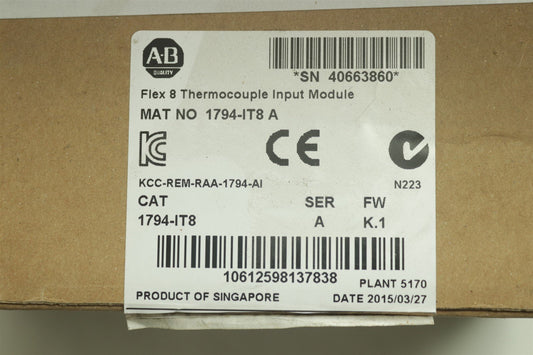 A-B
QUALITY
*SN 40663860*
Flex 8 Thermocouple Input Module
MAT NO 1794-IT8 A
KC
CE
KCC-REM-RAA-1794-AI
N223
CAT SER FW
1794-IT8 A K.1
10612598137838
PLANT 5170
PRODUCT OF SINGAPORE
DATE 2015/03/27